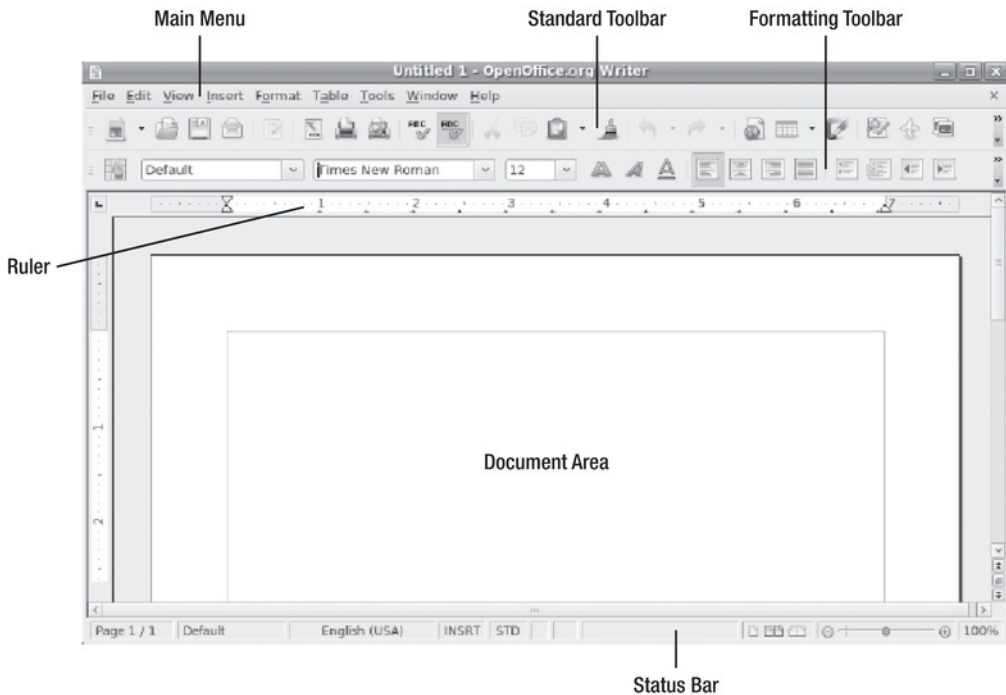 Main Menu Standard Toolbar Formatting Toolbar
Untitled 1 - OpenOffice.org Writer
File Edit View Insert Format Table Tools Window Help
ABC ABC
Default Times New Roman 12
1 2 3 4 5 6 7
Ruler
1
Document Area
2
Page 1 / 1 Default English (USA) INSRT STD 100%
Status Bar